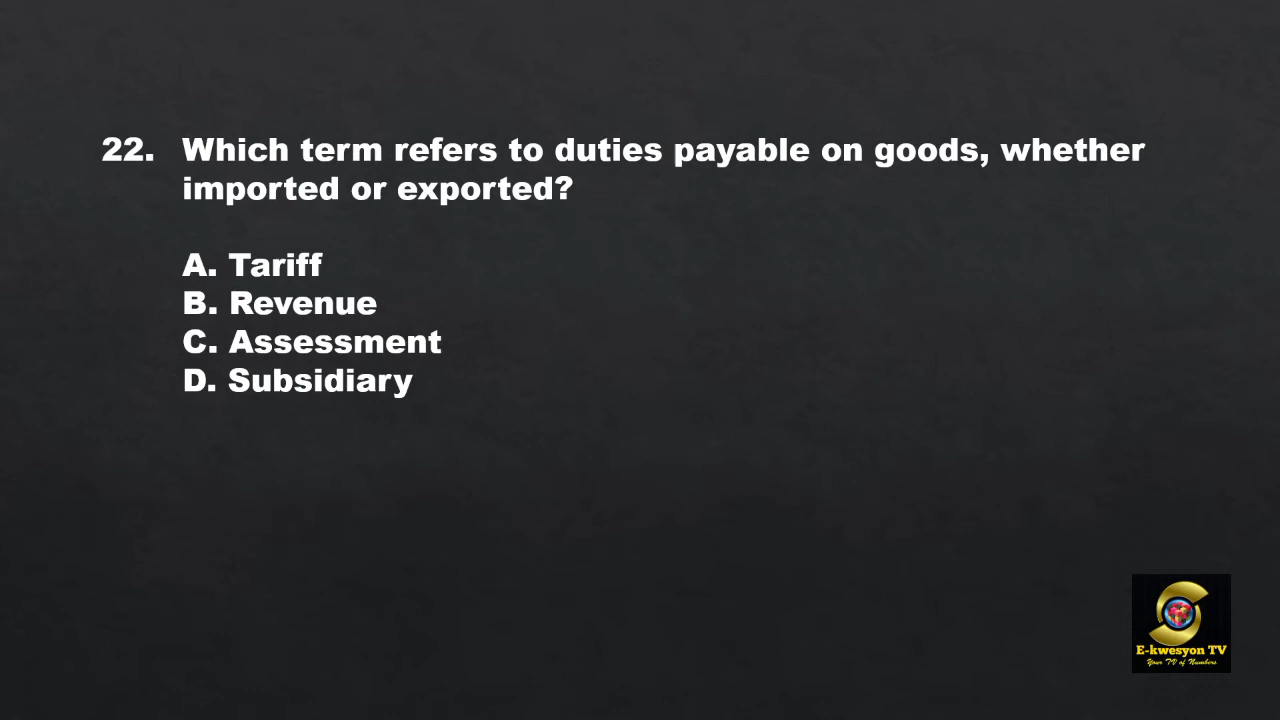 22. Which term refers to duties payable on goods, whether
imported or exported?
A. Tariff
B. Revenue
C. Assessment
D. Subsidiary
E-kwesyon TV
Your TV of Numbers